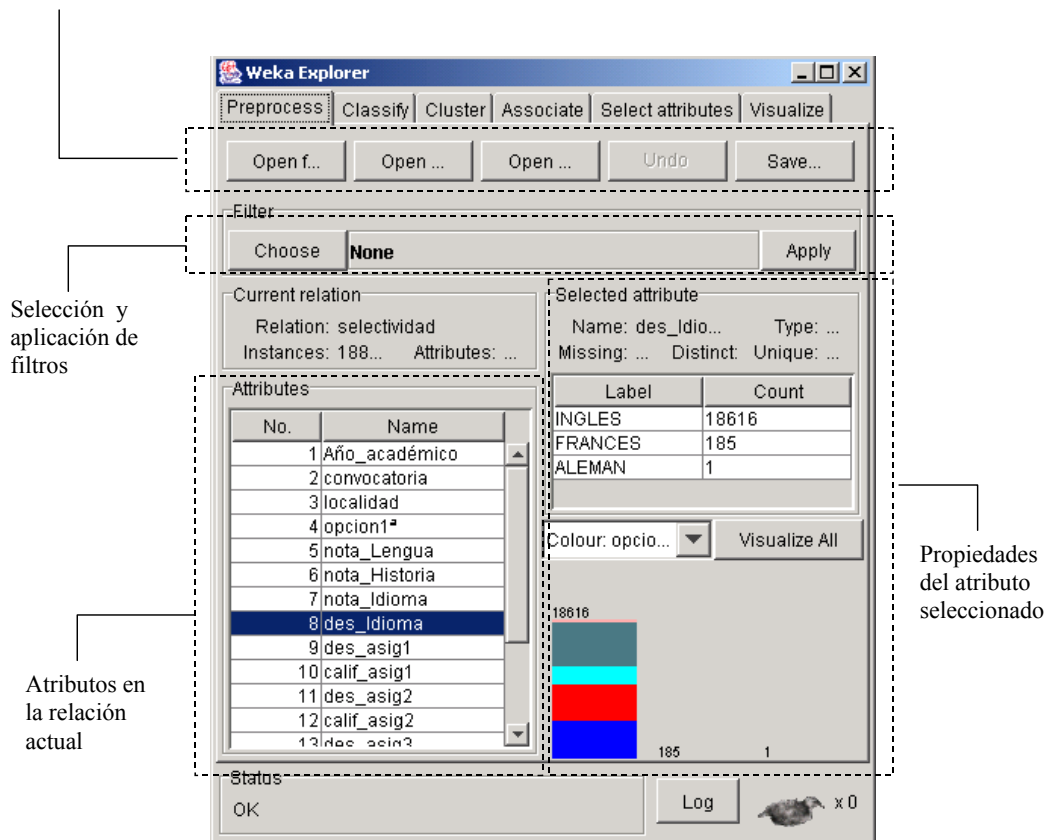 Weka Explorer
Preprocess Classify Cluster Associate Select attributes Visualize
Open f... Open ... Open ... Undo Save...
Filter
Choose None Apply
Selección y
aplicación de
filtros
Current relation
Relation: selectividad
Instances: 188... Attributes: ...
Selected attribute
Name: des_Idio... Type: ...
Missing: ... Distinct: Unique: ...
Label Count
INGLES 18616
FRANCES 185
ALEMAN 1
Attributes
No. Name
1 Año_académico
2 convocatoria
3 localidad
4 opcion1ª
5 nota_Lengua
6 nota_Historia
7 nota_Idioma
8 des_Idioma
9 des_asig1
10 calif_asig1
11 des_asig2
12 calif_asig2
13 des_asig3
Colour: opcio... Visualize All
18616
185
1
Propiedades
del atributo
seleccionado
Atributos en
la relación
actual
Status
OK
Log
x 0